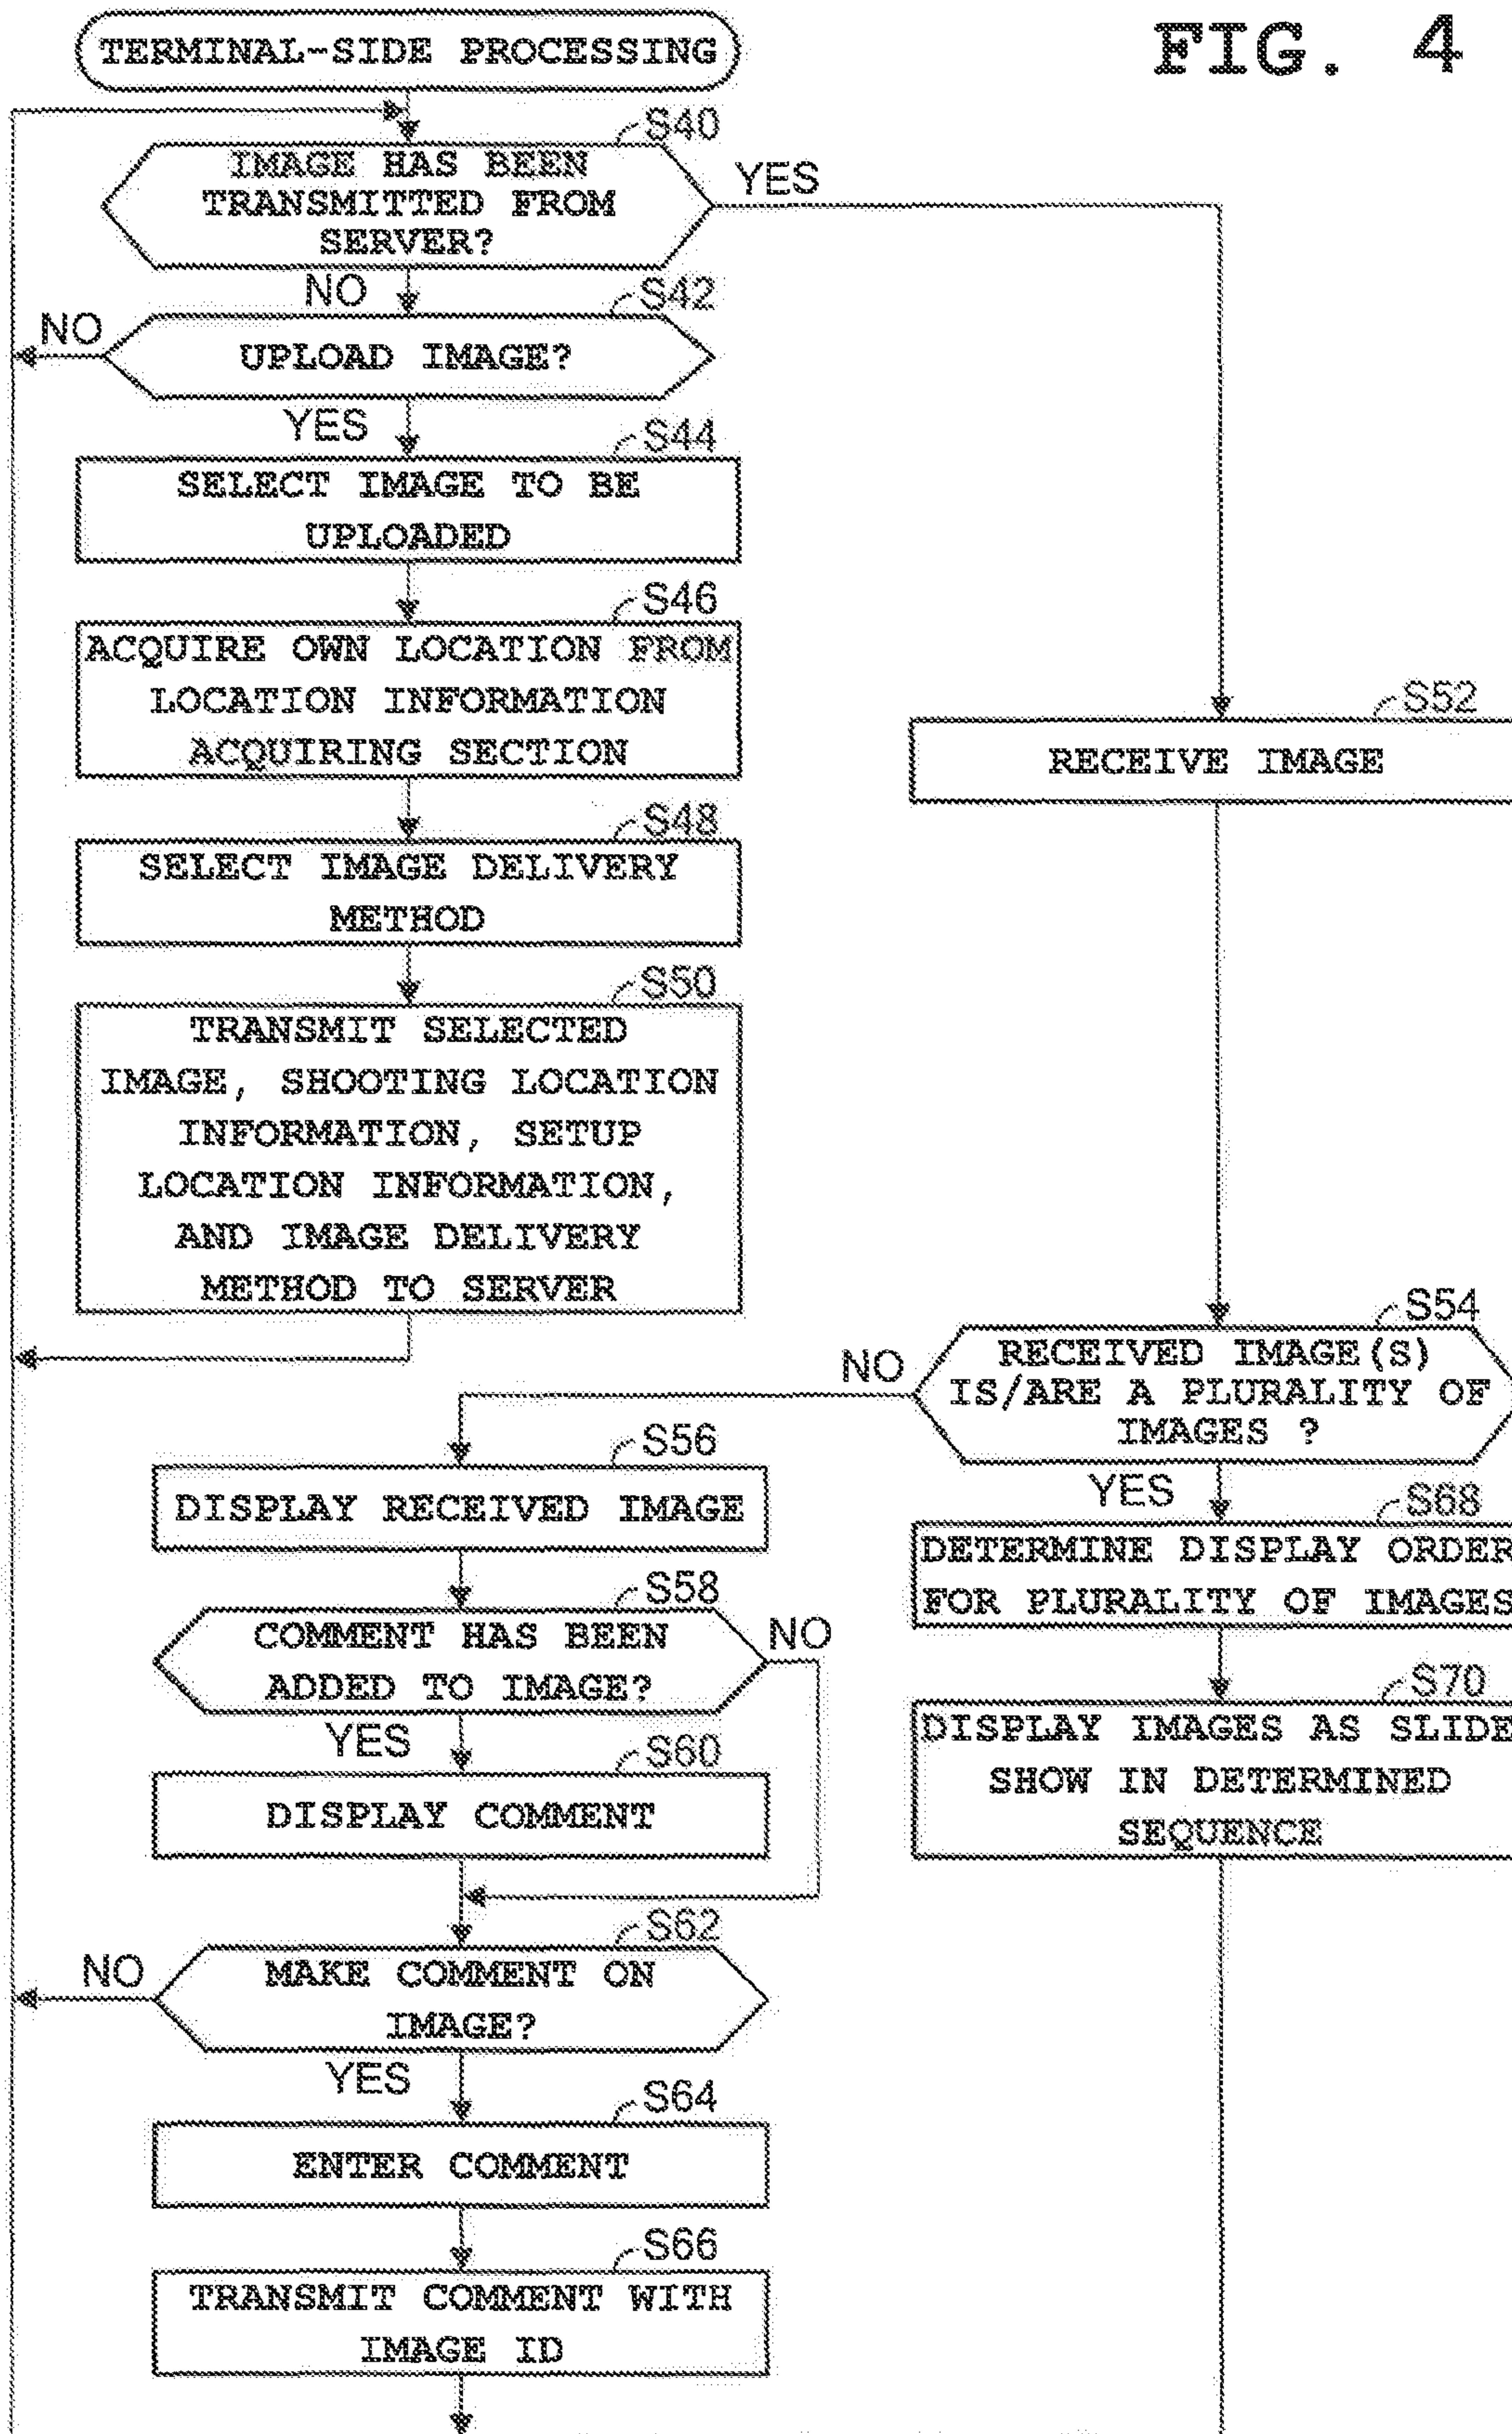 FIG. 4
TERMINAL-SIDE PROCESSING
S40
IMAGE HAS BEEN
TRANSMITTED FROM
SERVER?
YES
NO
S42
UPLOAD IMAGE?
NO
YES
S44
SELECT IMAGE TO BE
UPLOADED
S46
ACQUIRE OWN LOCATION FROM
LOCATION INFORMATION
ACQUIRING SECTION
S48
SELECT IMAGE DELIVERY
METHOD
S50
TRANSMIT SELECTED
IMAGE, SHOOTING LOCATION
INFORMATION, SETUP
LOCATION INFORMATION,
AND IMAGE DELIVERY
METHOD TO SERVER
S52
RECEIVE IMAGE
S54
RECEIVED IMAGE(S)
IS/ARE A PLURALITY OF
IMAGES ?
NO
YES
S56
DISPLAY RECEIVED IMAGE
S58
COMMENT HAS BEEN
ADDED TO IMAGE?
NO
YES
S60
DISPLAY COMMENT
S62
MAKE COMMENT ON
IMAGE?
NO
YES
S64
ENTER COMMENT
S66
TRANSMIT COMMENT WITH
IMAGE ID
S68
DETERMINE DISPLAY ORDER
FOR PLURALITY OF IMAGES
S70
DISPLAY IMAGES AS SLIDE
SHOW IN DETERMINED
SEQUENCE